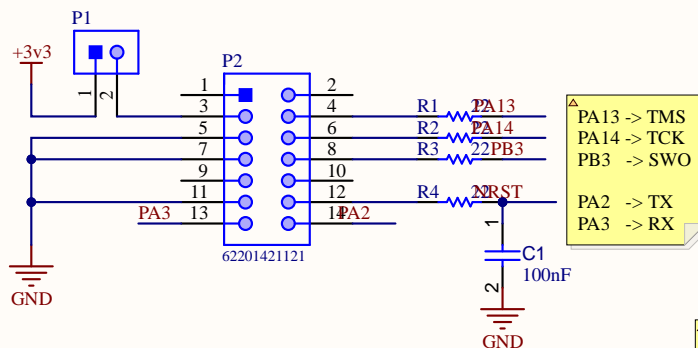 P1
+3v3
1
2
P2
1
2
3
4
R1
22
PA13
5
6
R2
22
PA14
7
8
R3
22
PB3
9
10
11
12
R4
22
NRST
PA3
13
14
PA2
62201421121
PA13 -> TMS
PA14 -> TCK
PB3 -> SWO
PA2 -> TX
PA3 -> RX
1
C1
100nF
2
GND
GND